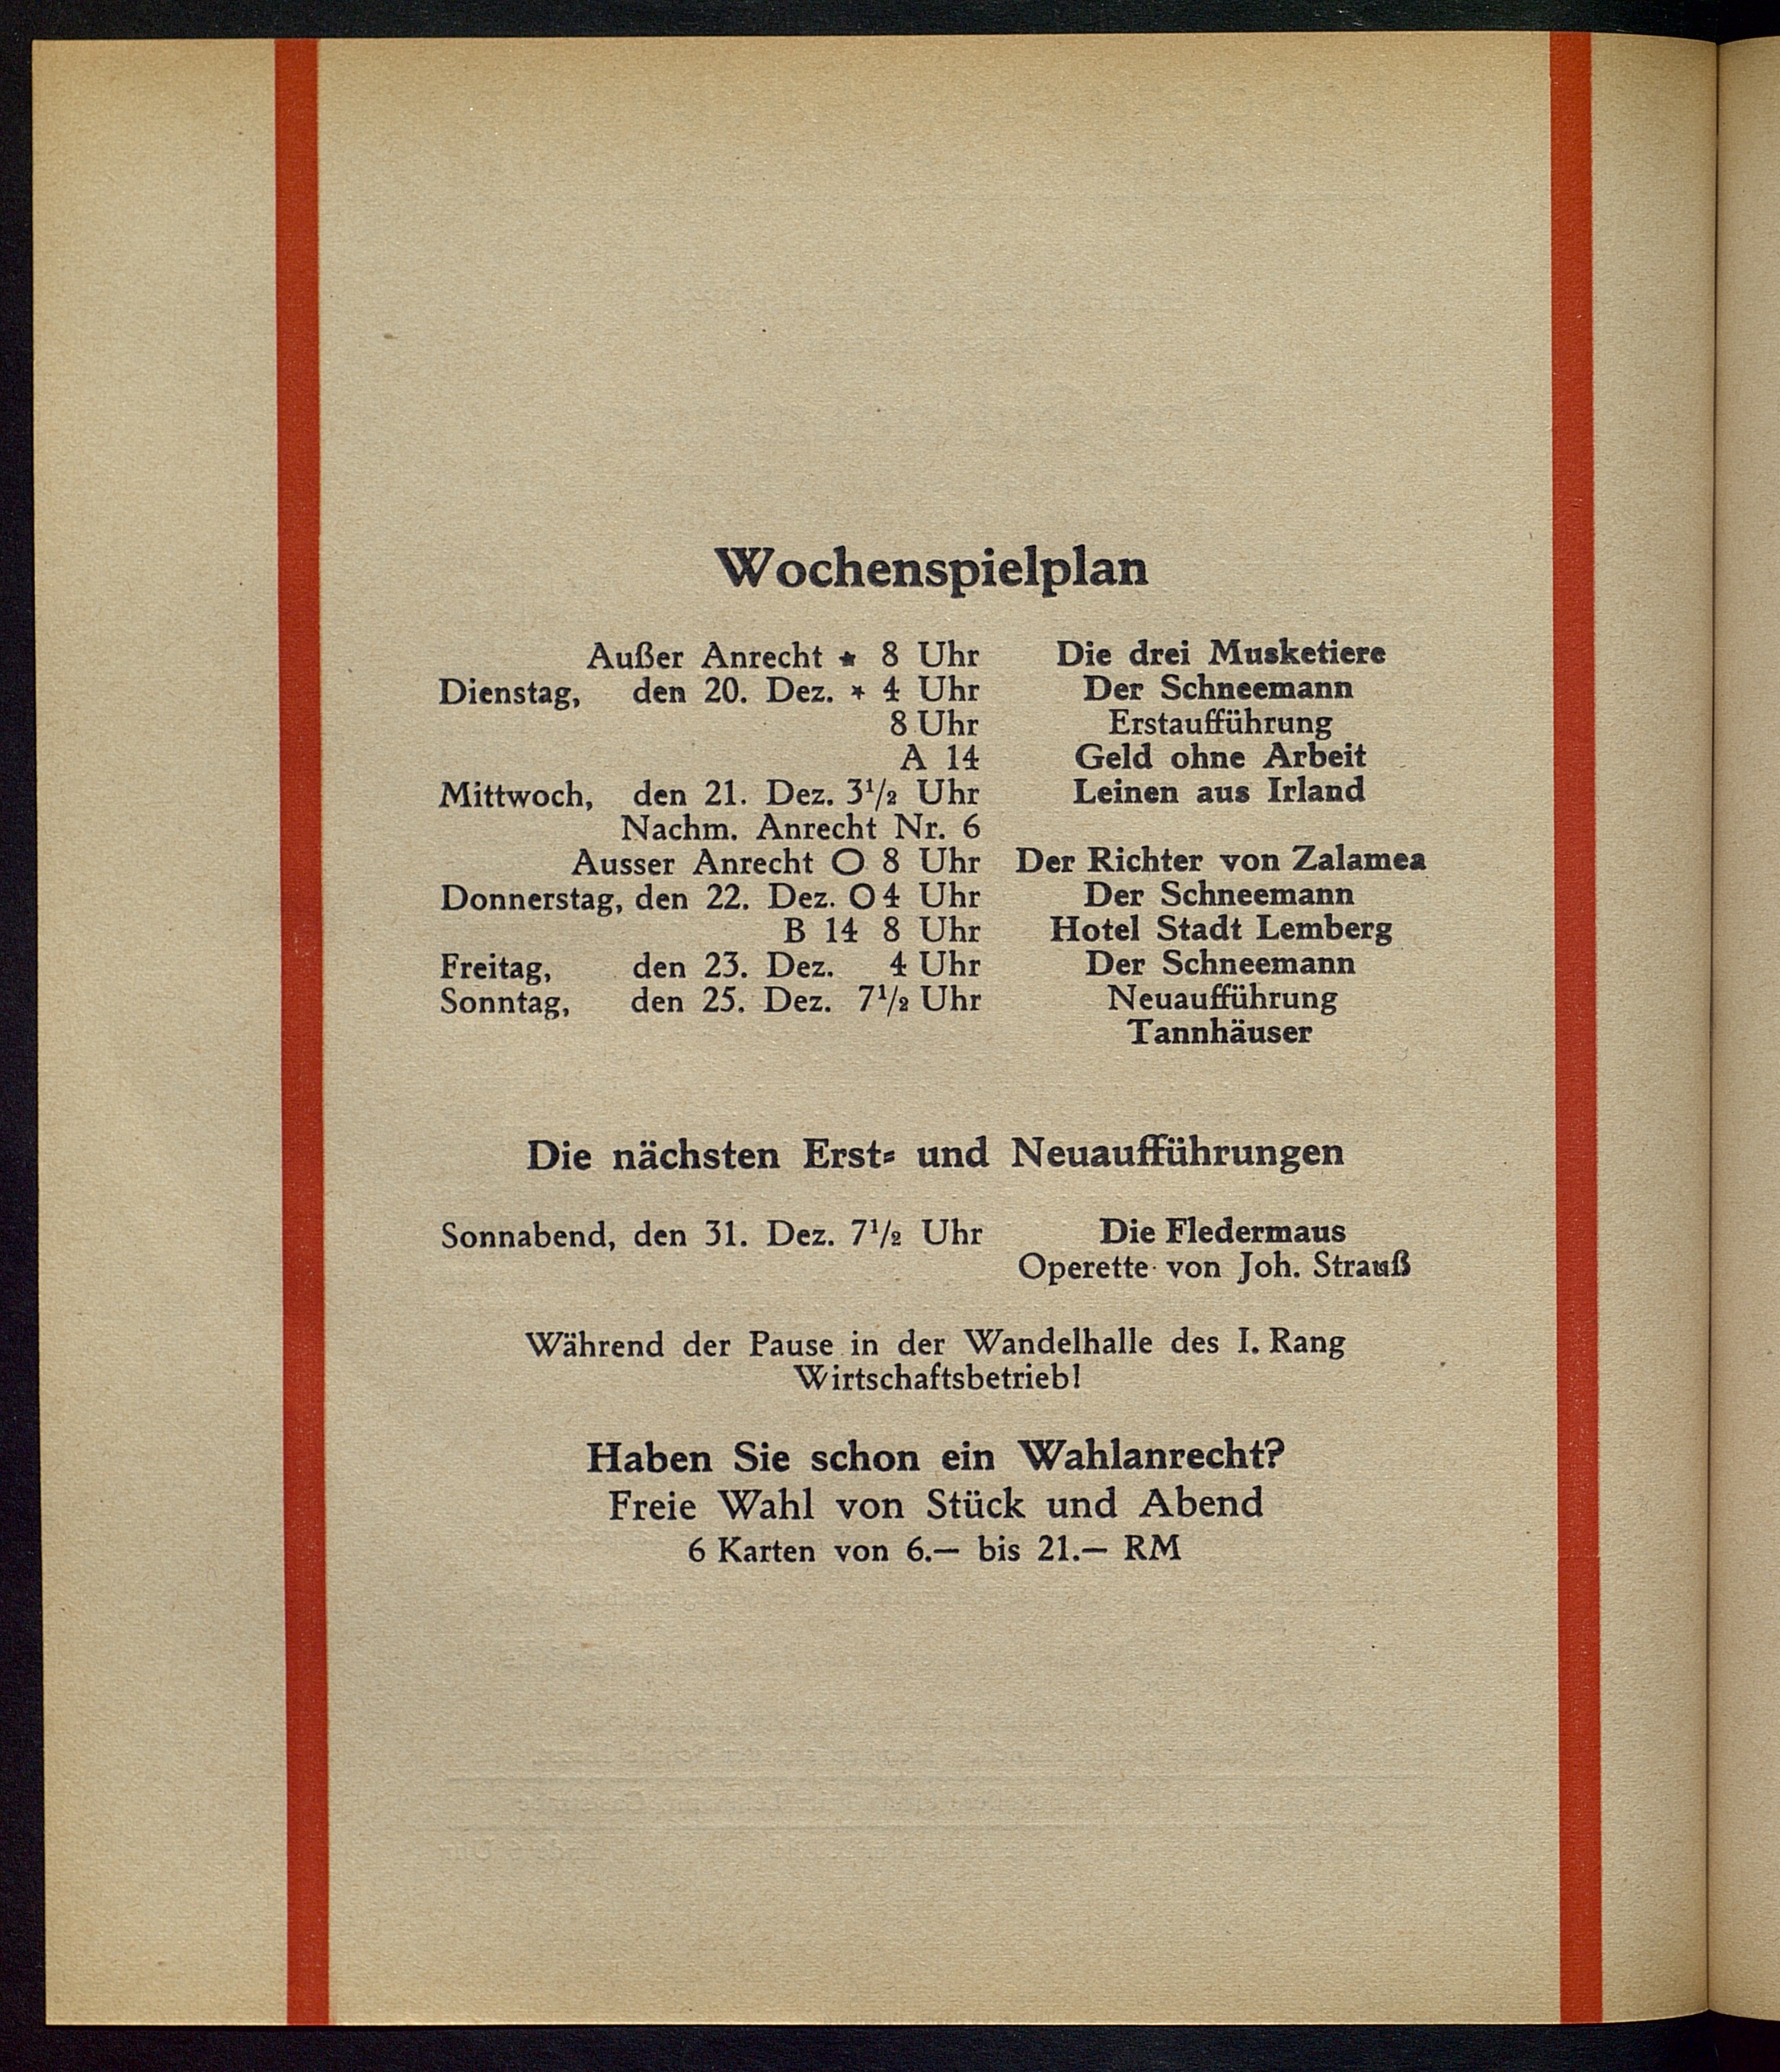 Wochenspielplan
Außer Anrecht * 8 Uhr Die drei Musketiere
Dienstag, den 20. Dez. * 4 Uhr Der Schneemann
8 Uhr Erstaufführung
A 14 Geld ohne Arbeit
Mittwoch, den 21. Dez. 3¹/₂ Uhr Leinen aus Irland
Nachm. Anrecht Nr. 6
Ausser Anrecht O 8 Uhr Der Richter von Zalamea
Donnerstag, den 22. Dez. O 4 Uhr Der Schneemann
B 14 8 Uhr Hotel Stadt Lemberg
Freitag, den 23. Dez. 4 Uhr Der Schneemann
Sonntag, den 25. Dez. 7¹/₂ Uhr Neuaufführung
Tannhäuser
Die nächsten Erst= und Neuaufführungen
Sonnabend, den 31. Dez. 7¹/₂ Uhr Die Fledermaus
Operette von Joh. Strauß
Während der Pause in der Wandelhalle des I. Rang
Wirtschaftsbetrieb!
Haben Sie schon ein Wahlanrecht?
Freie Wahl von Stück und Abend
6 Karten von 6.— bis 21.— RM